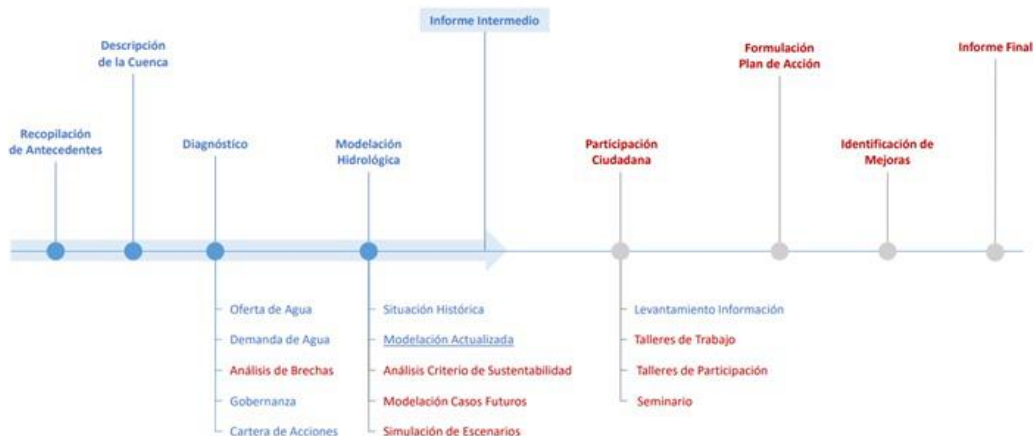 Informe Intermedio
Descripción
de la Cuenca
Formulación
Plan de Acción
Informe Final
Recopilación
de Antecedentes
Diagnóstico
Modelación
Hidrológica
Participación
Ciudadana
Identificación de
Mejoras
Oferta de Agua
Demanda de Agua
Análisis de Brechas
Gobernanza
Cartera de Acciones
Situación Histórica
Modelación Actualizada
Análisis Criterio de Sustentabilidad
Modelación Casos Futuros
Simulación de Escenarios
Levantamiento Información
Talleres de Trabajo
Talleres de Participación
Seminario